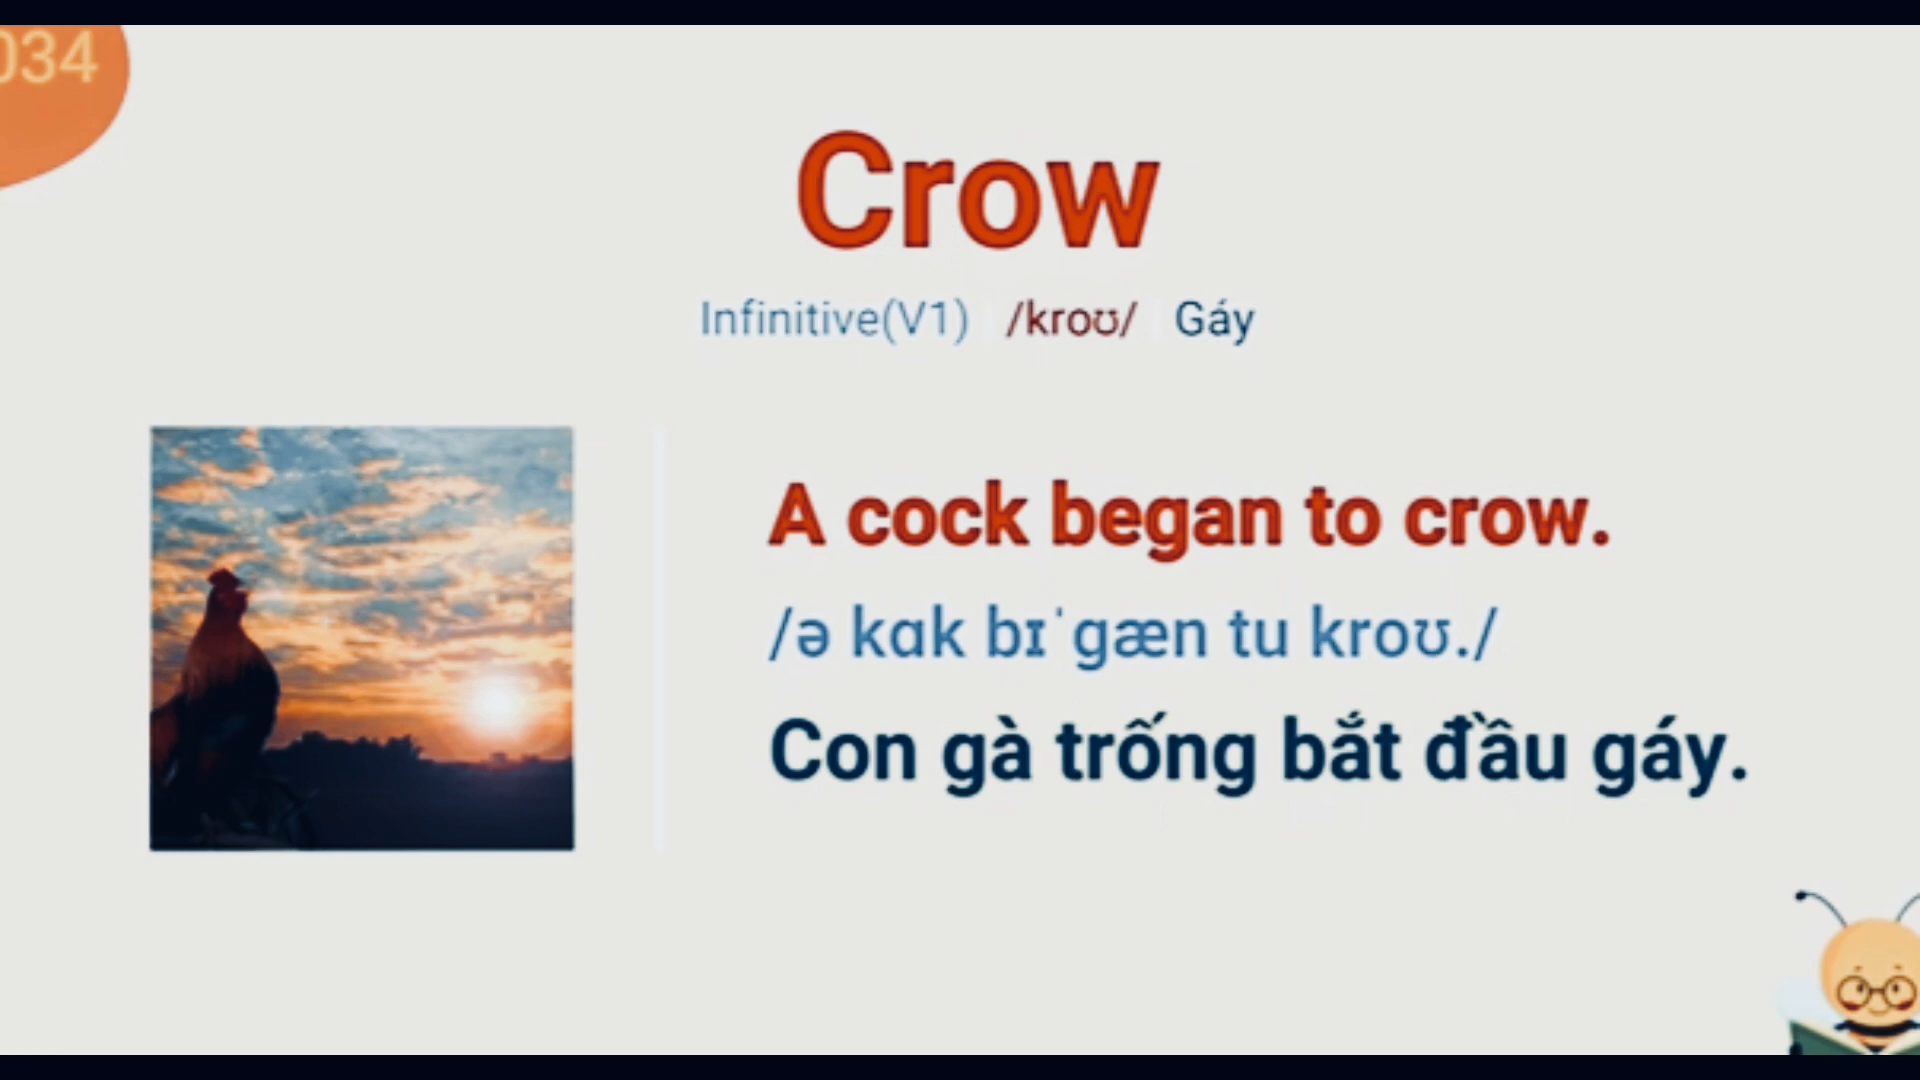 034
Crow
Infinitive(V1) /kroʊ/ Gáy
A cock began to crow.
/ə kɑk bɪˈgæn tu kroʊ./
Con gà trống bắt đầu gáy.